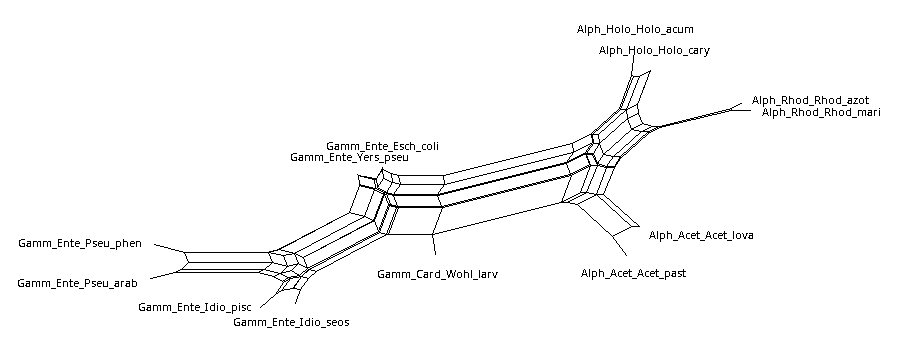 Alph_Holo_Holo_acum
Alph_Holo_Holo_cary
Alph_Rhod_Rhod_azot
Alph_Rhod_Rhod_mari
Gamm_Ente_Esch_coli
Gamm_Ente_Yers_pseu
Gamm_Ente_Pseu_phen
Alph_Acet_Acet_lova
Gamm_Card_Wohl_larv
Alph_Acet_Acet_past
Gamm_Ente_Pseu_arab
Gamm_Ente_Idio_pisc
Gamm_Ente_Idio_seos